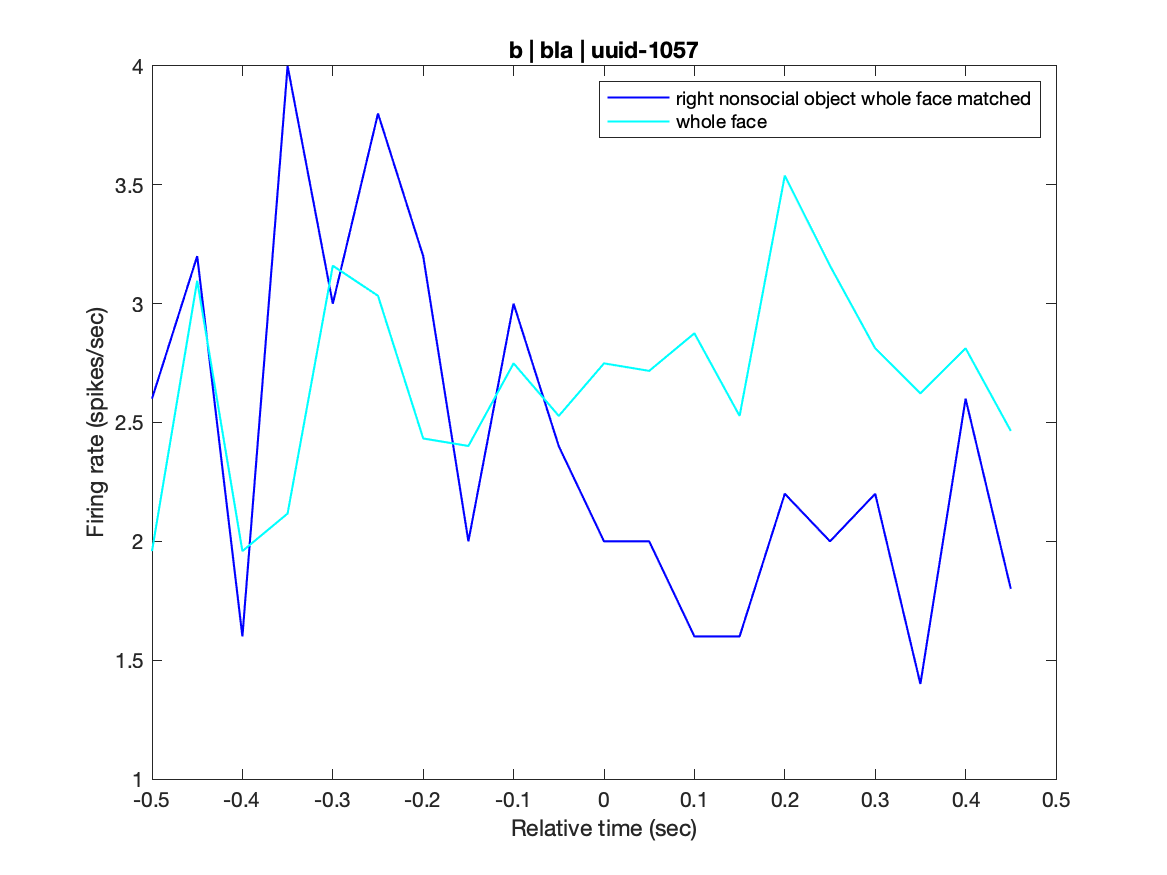 b | bla | uuid-1057
right nonsocial object whole face matched
whole face
Firing rate (spikes/sec)
4
3.5
3
2.5
2
1.5
1
-0.5 -0.4 -0.3 -0.2 -0.1 0 0.1 0.2 0.3 0.4 0.5
Relative time (sec)